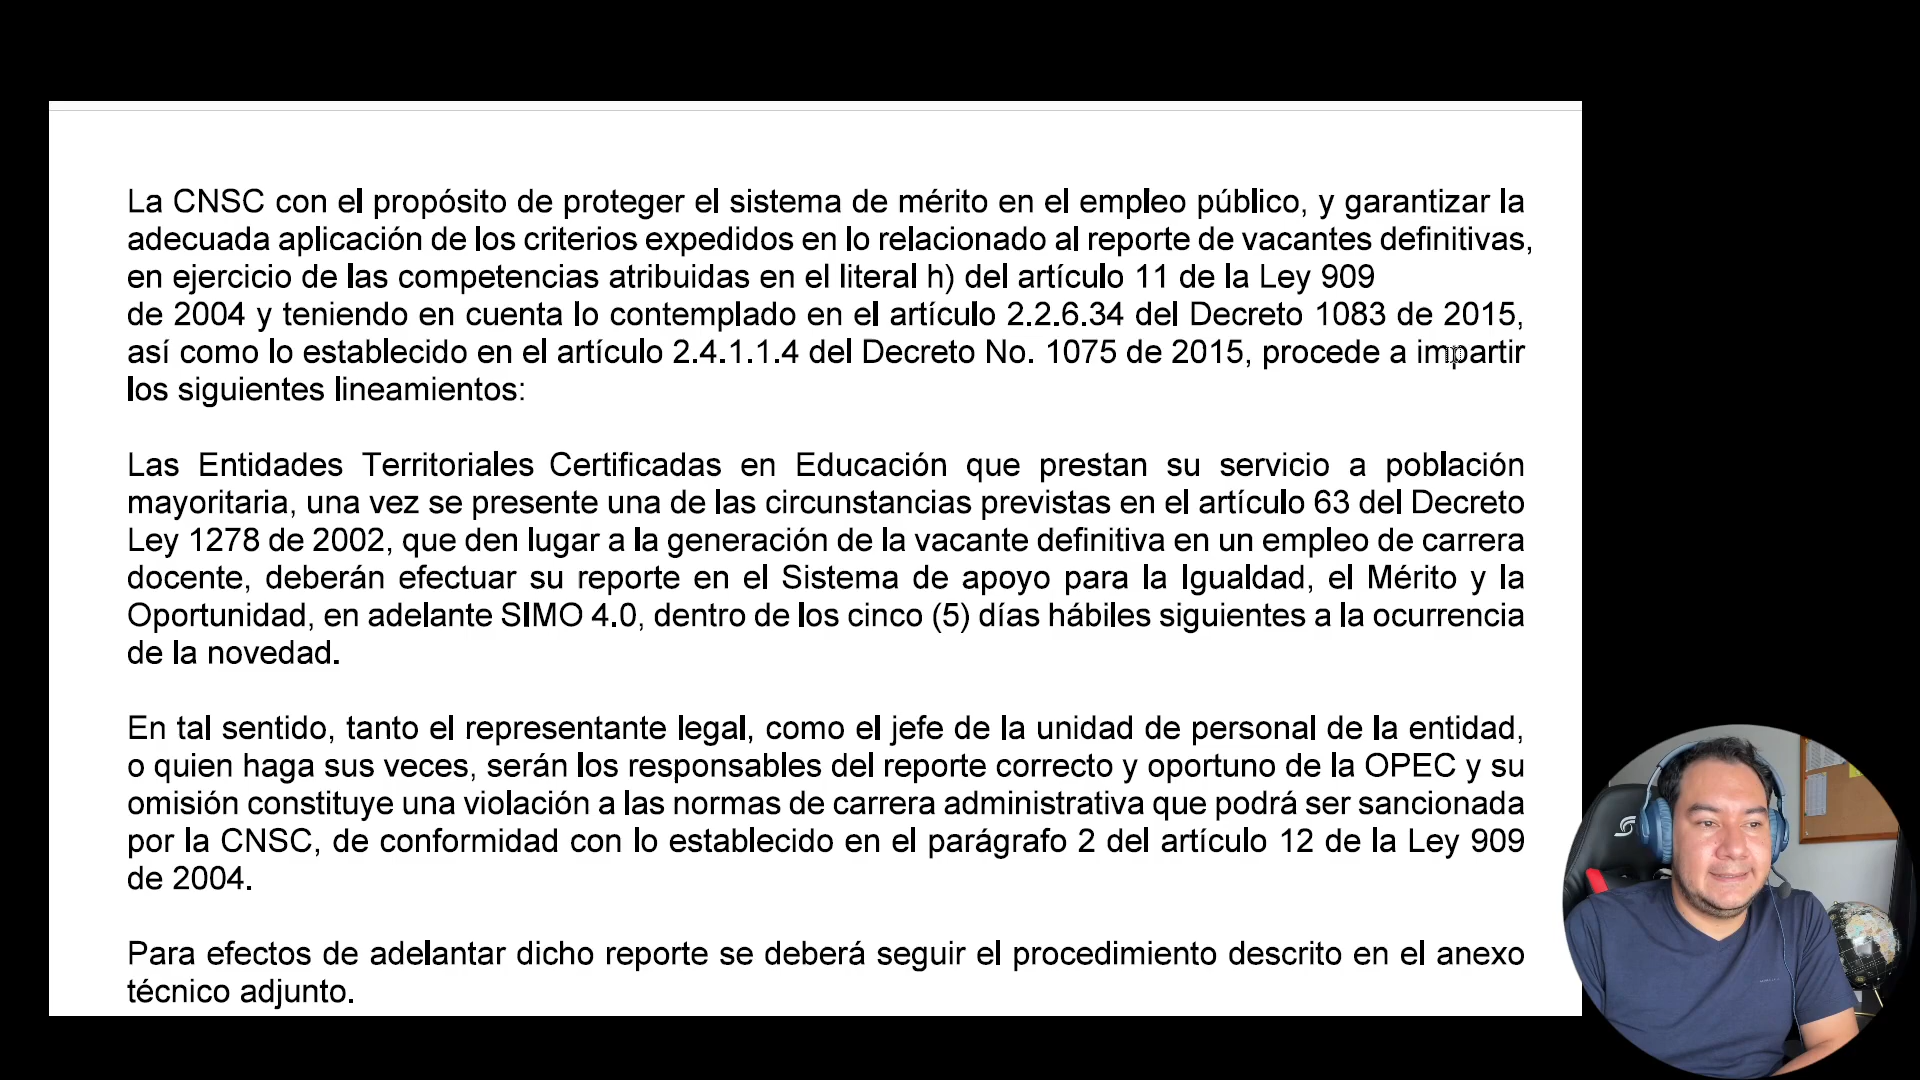 La CNSC con el propósito de proteger el sistema de mérito en el empleo público, y garantizar la
adecuada aplicación de los criterios expedidos en lo relacionado al reporte de vacantes definitivas,
en ejercicio de las competencias atribuidas en el literal h) del artículo 11 de la Ley 909
de 2004 y teniendo en cuenta lo contemplado en el artículo 2.2.6.34 del Decreto 1083 de 2015,
así como lo establecido en el artículo 2.4.1.1.4 del Decreto No. 1075 de 2015, procede a impartir
los siguientes lineamientos:
Las Entidades Territoriales Certificadas en Educación que prestan su servicio a población
mayoritaria, una vez se presente una de las circunstancias previstas en el artículo 63 del Decreto
Ley 1278 de 2002, que den lugar a la generación de la vacante definitiva en un empleo de carrera
docente, deberán efectuar su reporte en el Sistema de apoyo para la Igualdad, el Mérito y la
Oportunidad, en adelante SIMO 4.0, dentro de los cinco (5) días hábiles siguientes a la ocurrencia
de la novedad.
En tal sentido, tanto el representante legal, como el jefe de la unidad de personal de la entidad,
o quien haga sus veces, serán los responsables del reporte correcto y oportuno de la OPEC y su
omisión constituye una violación a las normas de carrera administrativa que podrá ser sancionada
por la CNSC, de conformidad con lo establecido en el parágrafo 2 del artículo 12 de la Ley 909
de 2004.
Para efectos de adelantar dicho reporte se deberá seguir el procedimiento descrito en el anexo
técnico adjunto.